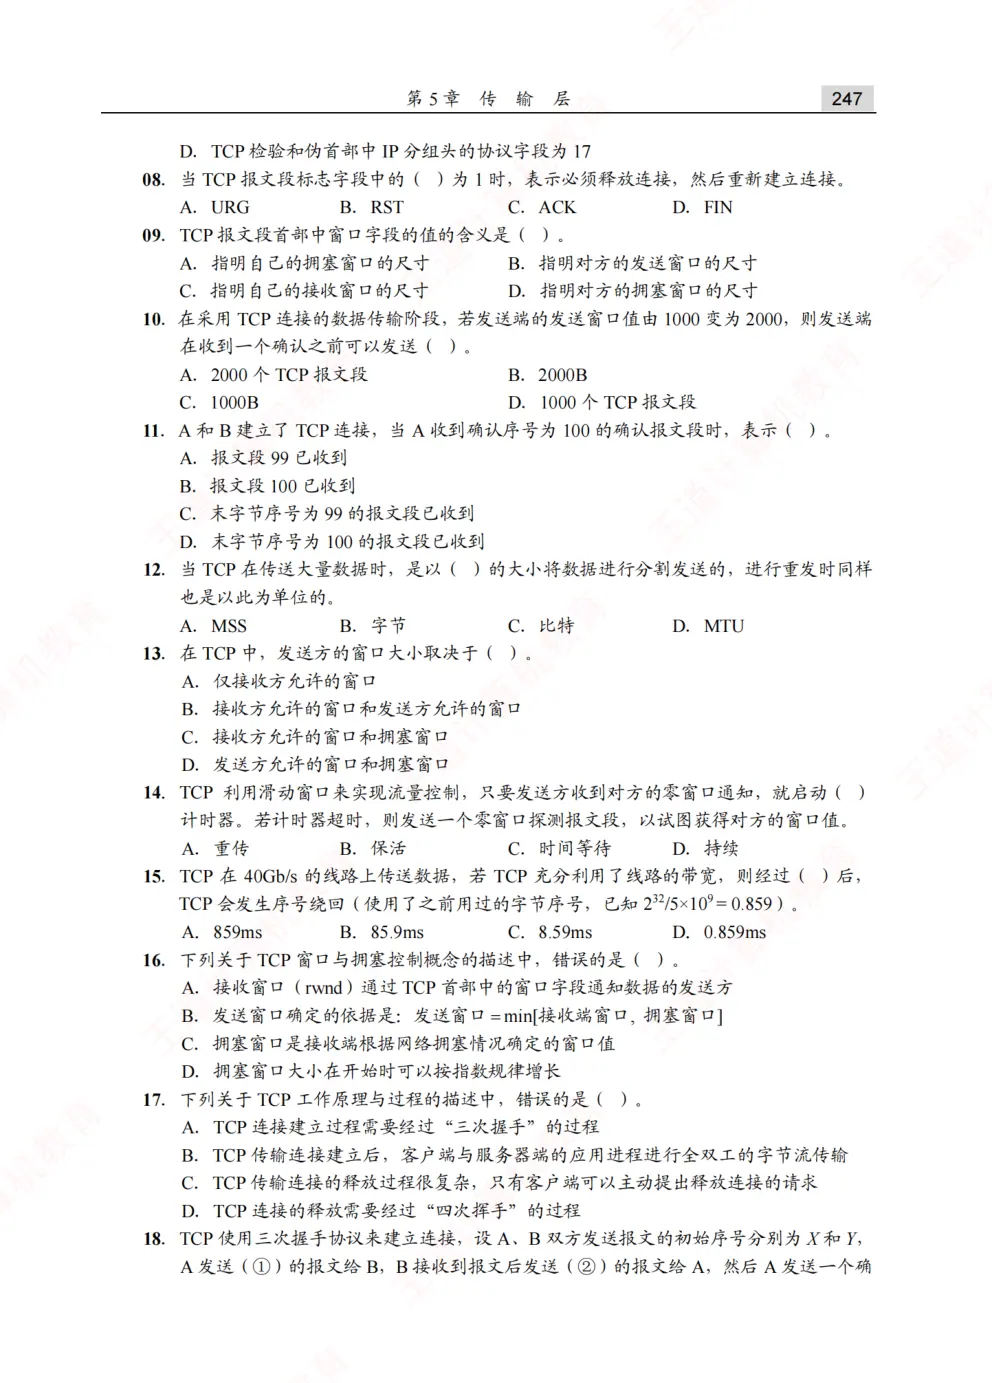 第5章 传 输 层 247
D. TCP检验和伪首部中IP分组头的协议字段为17
08. 当TCP报文段标志字段中的( )为1时，表示必须释放连接，然后重新建立连接。
A. URG B. RST C. ACK D. FIN
09. TCP报文段首部中窗口字段的值的含义是( )。
A. 指明自己的拥塞窗口的尺寸 B. 指明对方的发送窗口的尺寸
C. 指明自己的接收窗口的尺寸 D. 指明对方的拥塞窗口的尺寸
10. 在采用TCP连接的数据传输阶段，若发送端的发送窗口值由1000变为2000，则发送端
在收到一个确认之前可以发送( )。
A. 2000个TCP报文段 B. 2000B
C. 1000B D. 1000个TCP报文段
11. A和B建立了TCP连接，当A收到确认序号为100的确认报文段时，表示( )。
A. 报文段99已收到
B. 报文段100已收到
C. 末字节序号为99的报文段已收到
D. 末字节序号为100的报文段已收到
12. 当TCP在传送大量数据时，是以( )的大小将数据进行分割发送的，进行重发时同样
也是以此为单位的。
A. MSS B. 字节 C. 比特 D. MTU
13. 在TCP中，发送方的窗口大小取决于( )。
A. 仅接收方允许的窗口
B. 接收方允许的窗口和发送方允许的窗口
C. 接收方允许的窗口和拥塞窗口
D. 发送方允许的窗口和拥塞窗口
14. TCP 利用滑动窗口来实现流量控制，只要发送方收到对方的零窗口通知，就启动( )
计时器。若计时器超时，则发送一个零窗口探测报文段，以试图获得对方的窗口值。
A. 重传 B. 保活 C. 时间等待 D. 持续
15. TCP 在 40Gb/s 的线路上传送数据，若 TCP 充分利用了线路的带宽，则经过( )后，
TCP会发生序号绕回（使用了之前用过的字节序号，已知2³²/5×10⁹ = 0.859）。
A. 859ms B. 85.9ms C. 8.59ms D. 0.859ms
16. 下列关于TCP窗口与拥塞控制概念的描述中，错误的是( )。
A. 接收窗口（rwnd）通过TCP首部中的窗口字段通知数据的发送方
B. 发送窗口确定的依据是：发送窗口 = min[接收端窗口, 拥塞窗口]
C. 拥塞窗口是接收端根据网络拥塞情况确定的窗口值
D. 拥塞窗口大小在开始时可以按指数规律增长
17. 下列关于TCP工作原理与过程的描述中，错误的是( )。
A. TCP连接建立过程需要经过“三次握手”的过程
B. TCP传输连接建立后，客户端与服务器端的应用进程进行全双工的字节流传输
C. TCP传输连接的释放过程很复杂，只有客户端可以主动提出释放连接的请求
D. TCP连接的释放需要经过“四次挥手”的过程
18. TCP使用三次握手协议来建立连接，设A、B双方发送报文的初始序号分别为X和Y，
A发送(①)的报文给B，B接收到报文后发送(②)的报文给A，然后A发送一个确